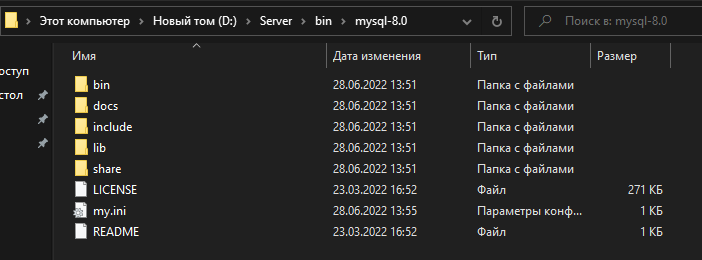 Этот компьютер > Новый том (D:) > Server > bin > mysql-8.0 Поиск в: mysql-8.0
Имя Дата изменения Тип Размер
bin 28.06.2022 13:51 Папка с файлами
docs 28.06.2022 13:51 Папка с файлами
include 28.06.2022 13:51 Папка с файлами
lib 28.06.2022 13:51 Папка с файлами
share 28.06.2022 13:51 Папка с файлами
LICENSE 23.03.2022 16:52 Файл 271 КБ
my.ini 28.06.2022 13:55 Параметры конф... 1 КБ
README 23.03.2022 16:52 Файл 1 КБ
оступ
стол